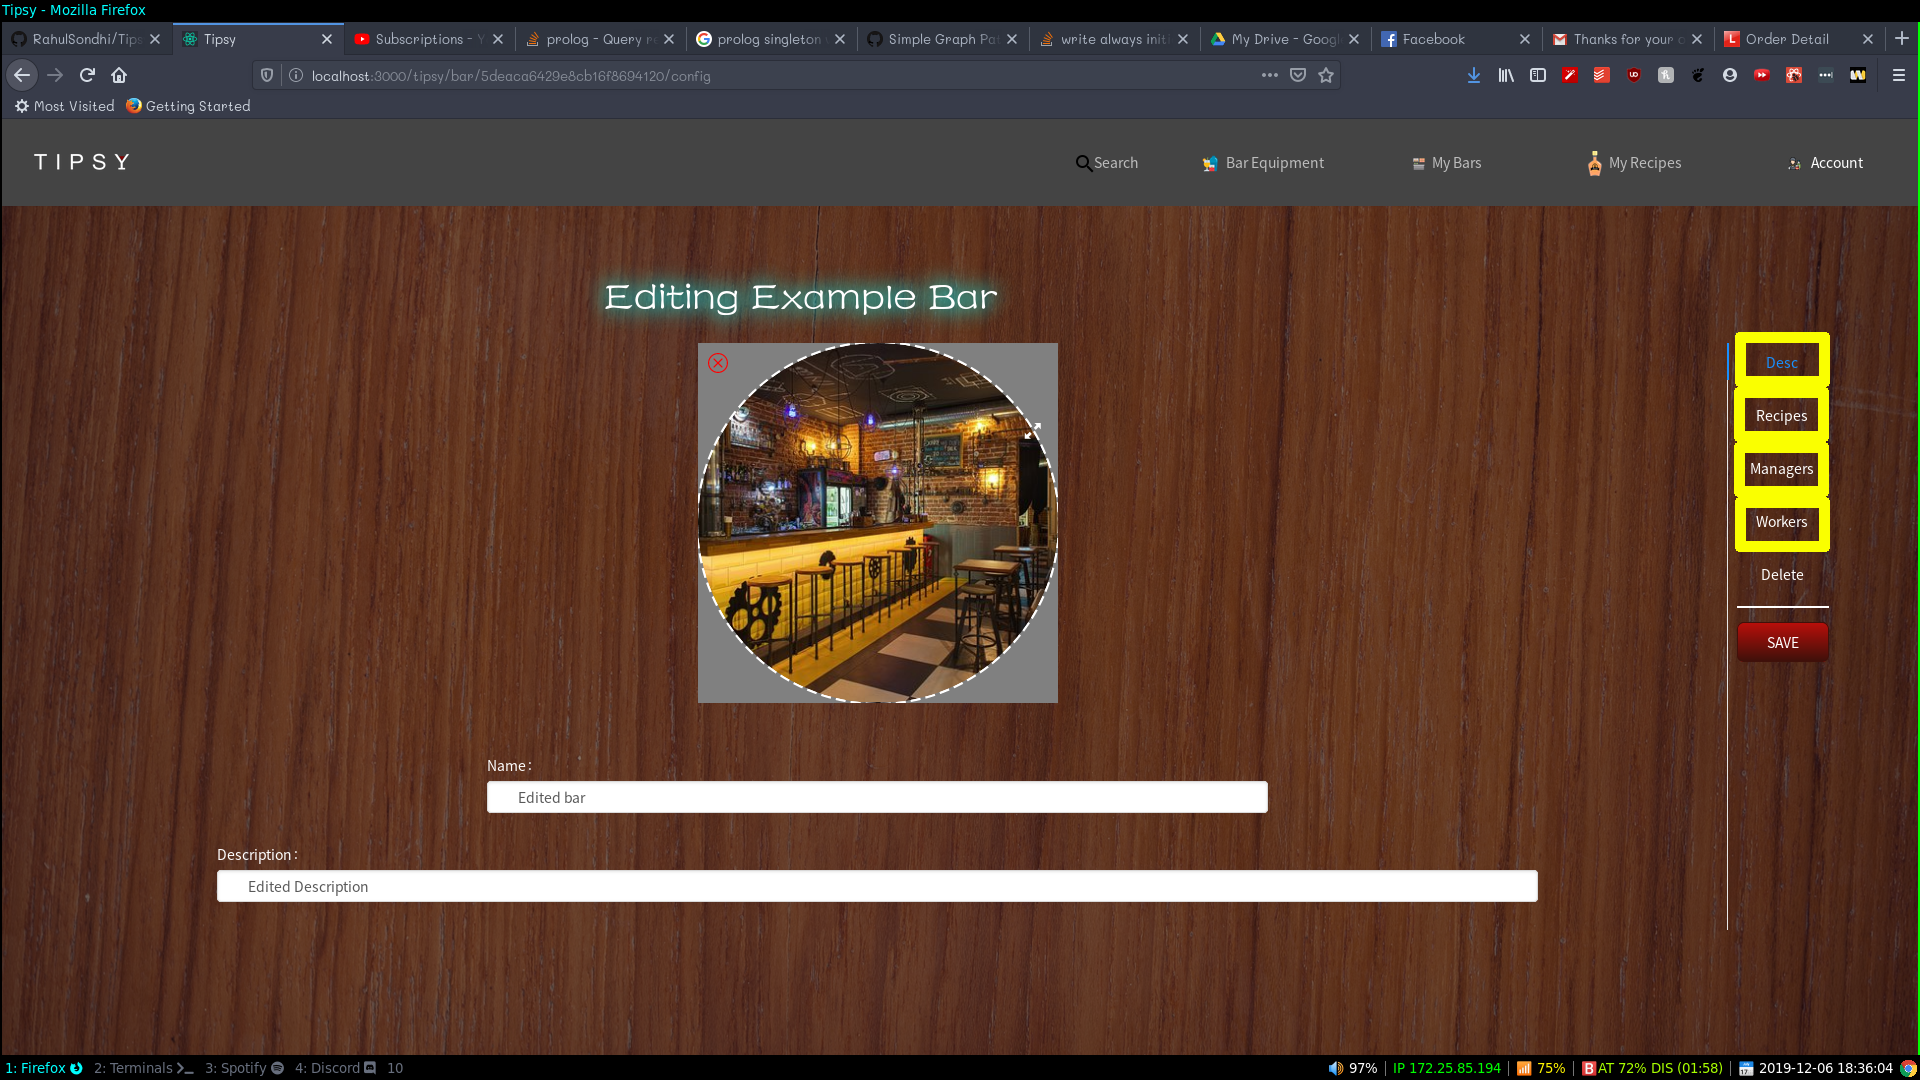 Tipsy - Mozilla Firefox
RahulSondhi/Tips
Tipsy
Subscriptions - Y
prolog - Query re
prolog singleton
Simple Graph Pat
write always init
My Drive - Googl
Facebook
Thanks for your o
Order Detail
localhost:3000/tipsy/bar/5deaca6429e8cb16f8694120/config
Most Visited
Getting Started
TIPSY
Search
Bar Equipment
My Bars
My Recipes
Account
Editing Example Bar
Desc
Recipes
Managers
Workers
Delete
SAVE
Name:
Edited bar
Description:
Edited Description
1: Firefox 2: Terminals 3: Spotify 4: Discord 10
97% | IP 172.25.85.194 | 75% | BAT 72% DIS (01:58) | 2019-12-06 18:36:04